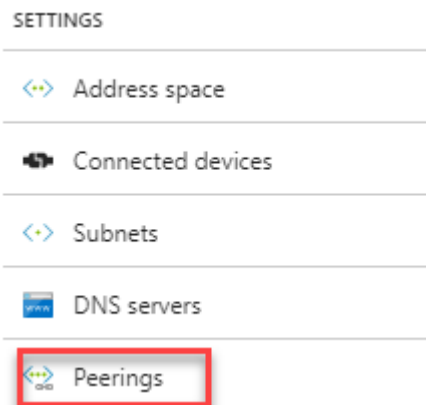 SETTINGS
Address space
Connected devices
Subnets
DNS servers
Peerings